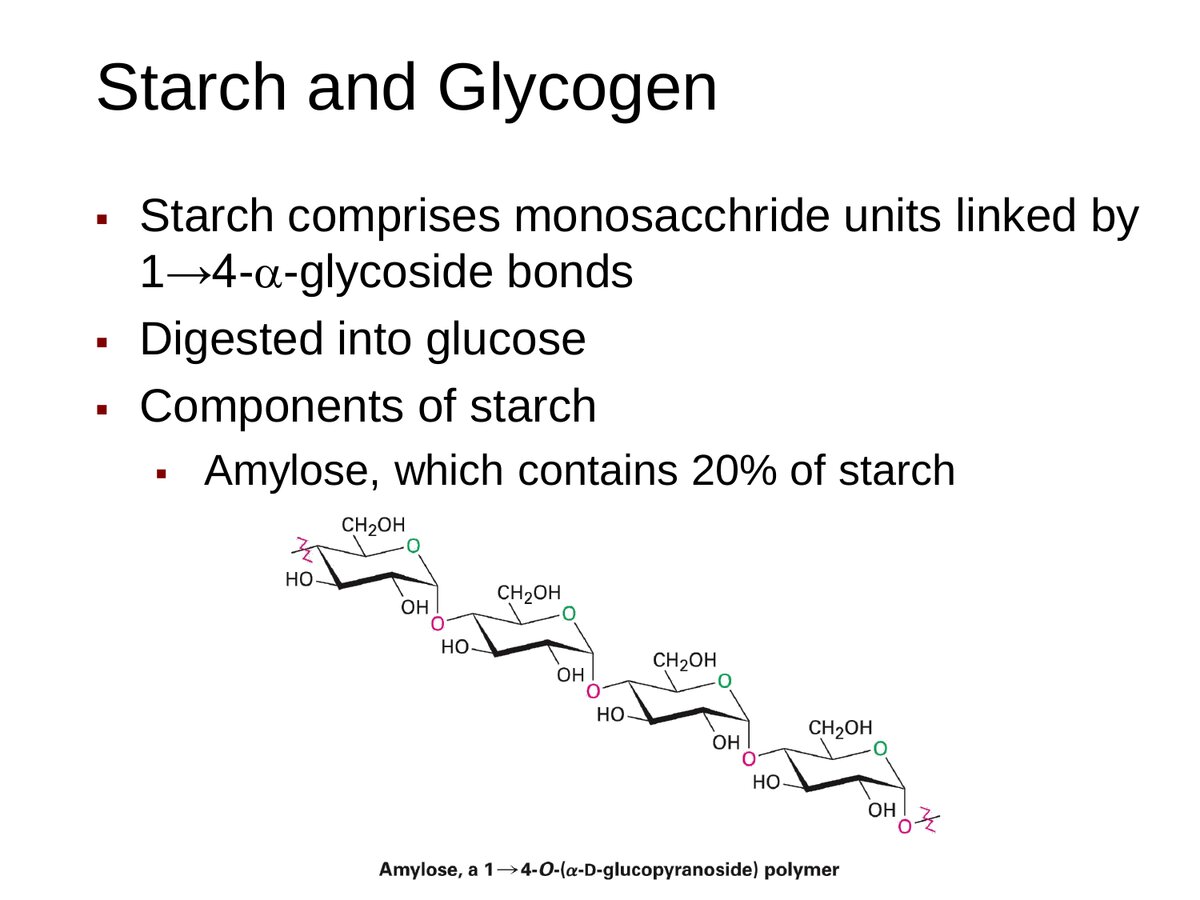 Starch and Glycogen
▪ Starch comprises monosacchride units linked by
1→4-α-glycoside bonds
▪ Digested into glucose
▪ Components of starch
▪ Amylose, which contains 20% of starch
CH₂OH
O
HO
OH
O
CH₂OH
O
HO
OH
O
CH₂OH
O
HO
OH
O
CH₂OH
O
HO
OH
O
Amylose, a 1→4-O-(α-D-glucopyranoside) polymer